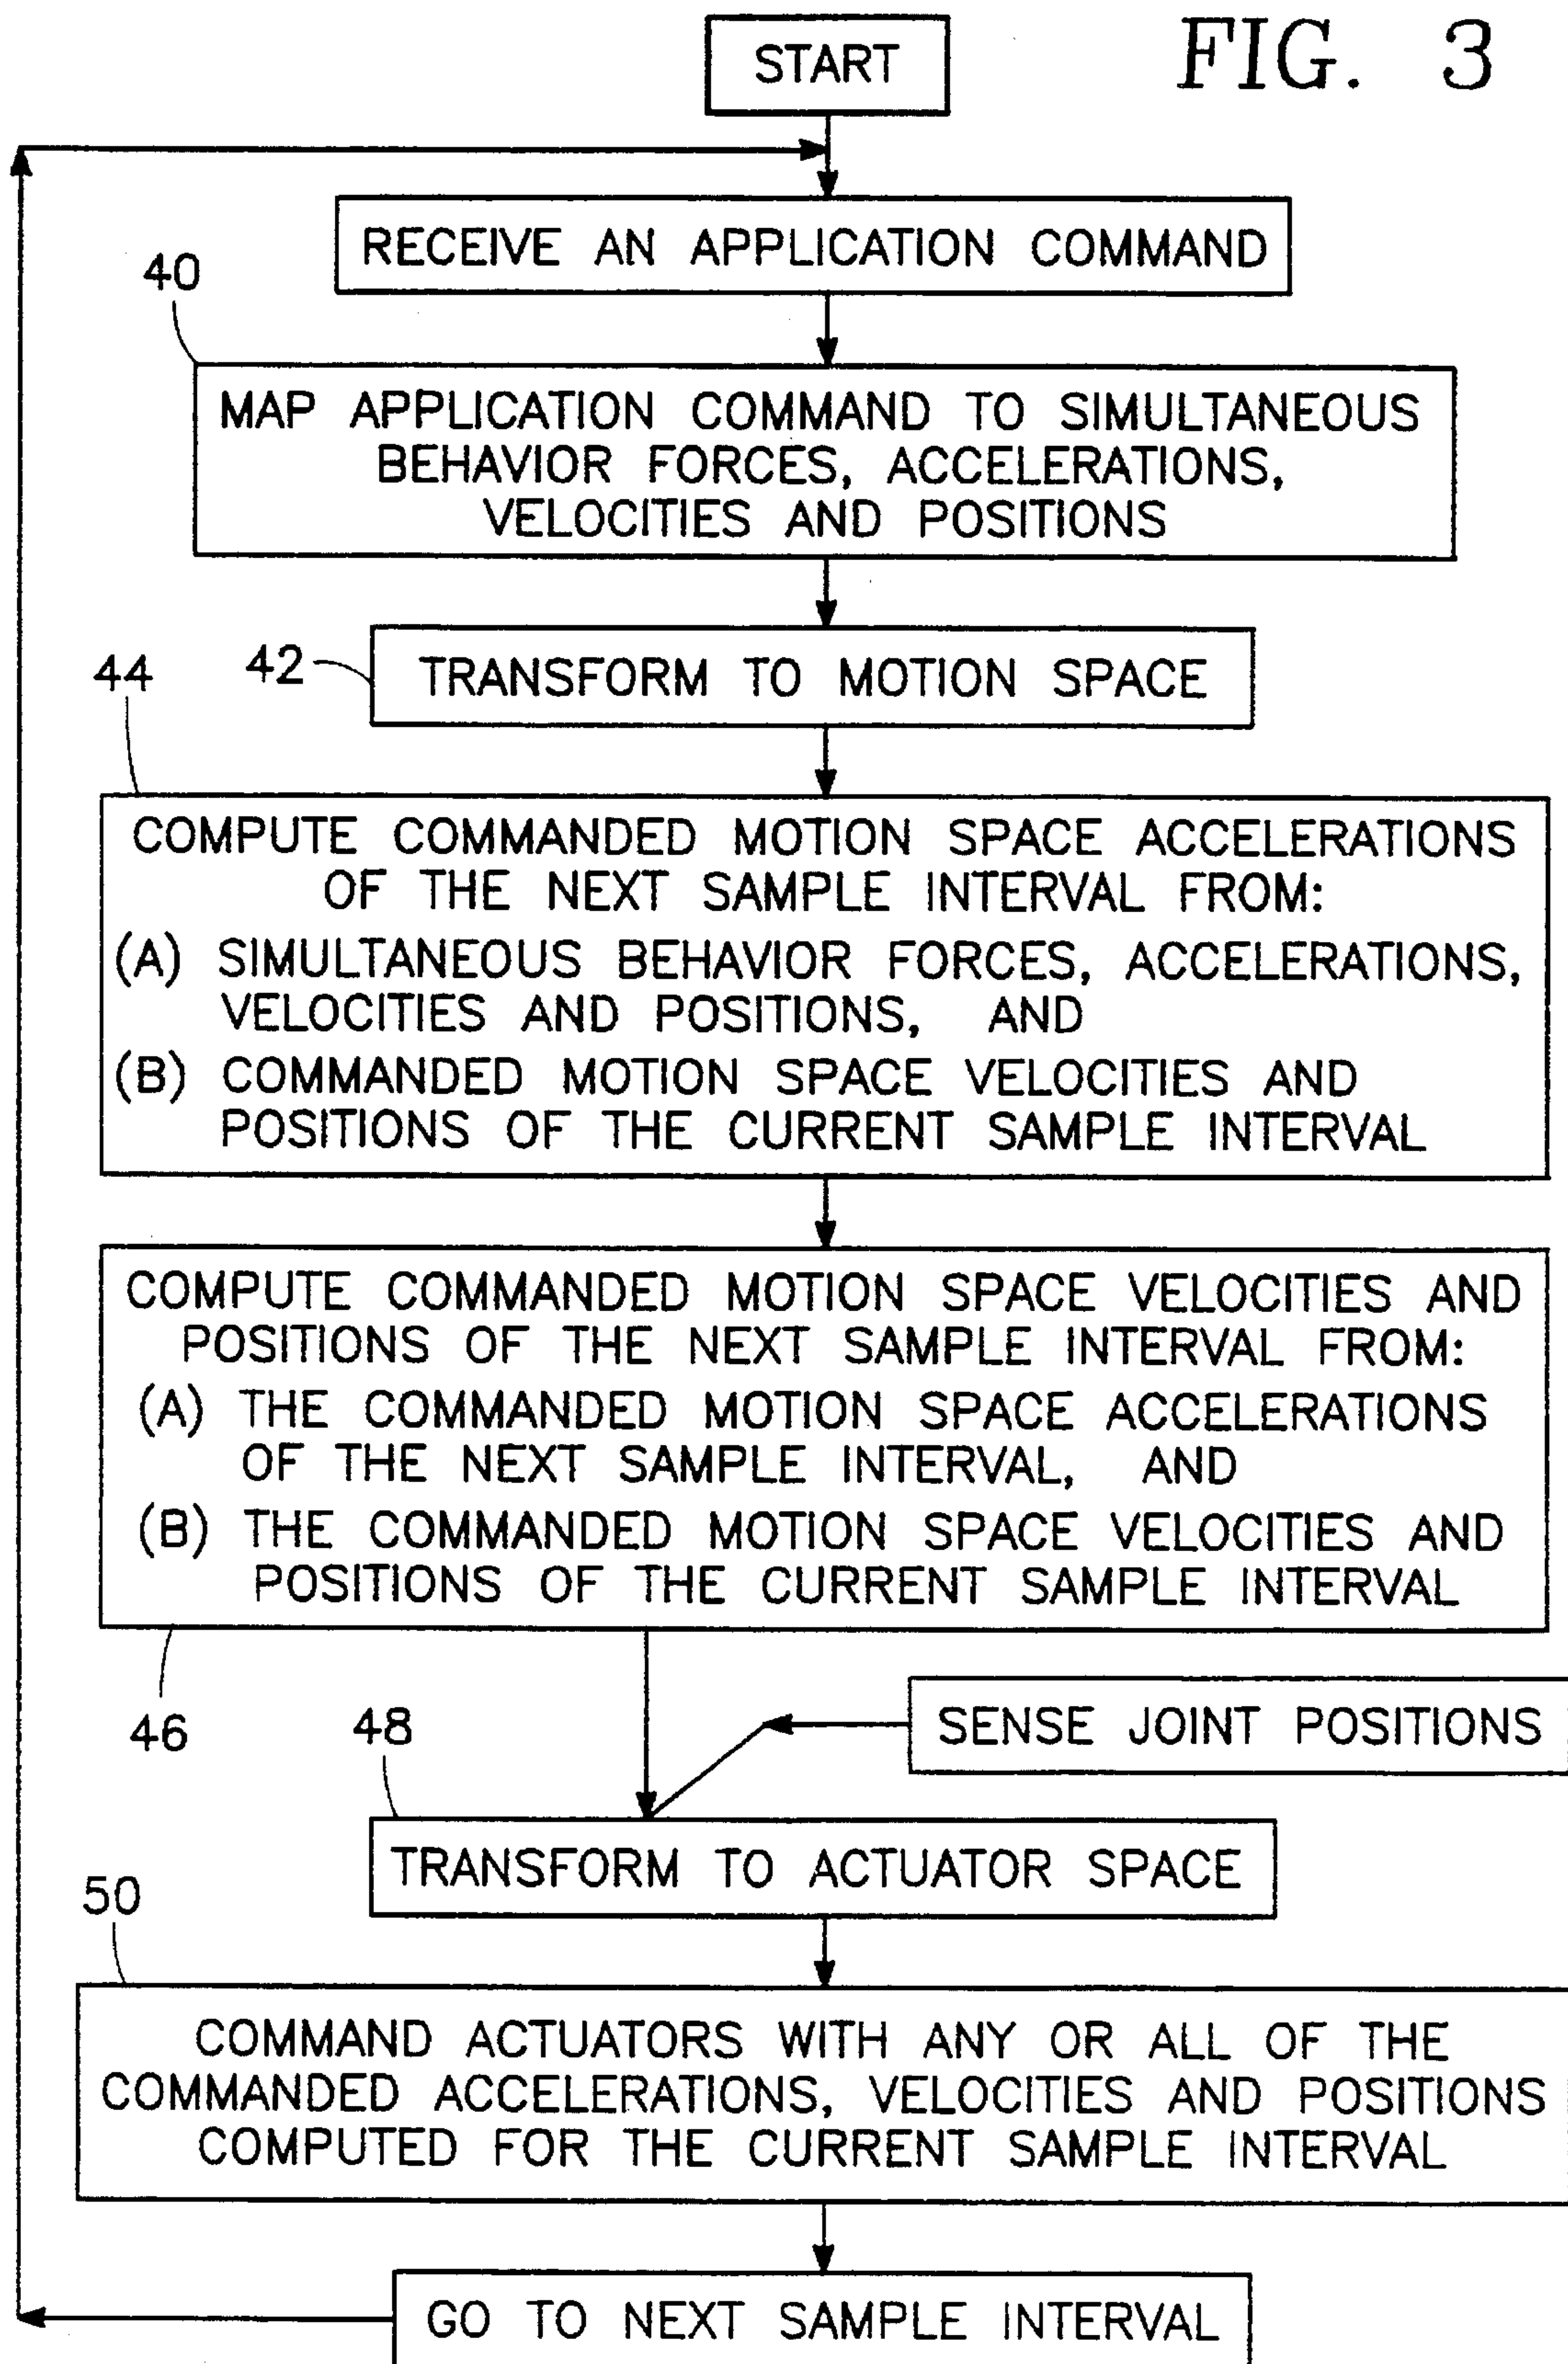 FIG. 3
START
RECEIVE AN APPLICATION COMMAND
40
MAP APPLICATION COMMAND TO SIMULTANEOUS
BEHAVIOR FORCES, ACCELERATIONS,
VELOCITIES AND POSITIONS
42
TRANSFORM TO MOTION SPACE
44
COMPUTE COMMANDED MOTION SPACE ACCELERATIONS
OF THE NEXT SAMPLE INTERVAL FROM:
(A) SIMULTANEOUS BEHAVIOR FORCES, ACCELERATIONS,
VELOCITIES AND POSITIONS, AND
(B) COMMANDED MOTION SPACE VELOCITIES AND
POSITIONS OF THE CURRENT SAMPLE INTERVAL
COMPUTE COMMANDED MOTION SPACE VELOCITIES AND
POSITIONS OF THE NEXT SAMPLE INTERVAL FROM:
(A) THE COMMANDED MOTION SPACE ACCELERATIONS
OF THE NEXT SAMPLE INTERVAL, AND
(B) THE COMMANDED MOTION SPACE VELOCITIES AND
POSITIONS OF THE CURRENT SAMPLE INTERVAL
46
SENSE JOINT POSITIONS
48
TRANSFORM TO ACTUATOR SPACE
50
COMMAND ACTUATORS WITH ANY OR ALL OF THE
COMMANDED ACCELERATIONS, VELOCITIES AND POSITIONS
COMPUTED FOR THE CURRENT SAMPLE INTERVAL
GO TO NEXT SAMPLE INTERVAL